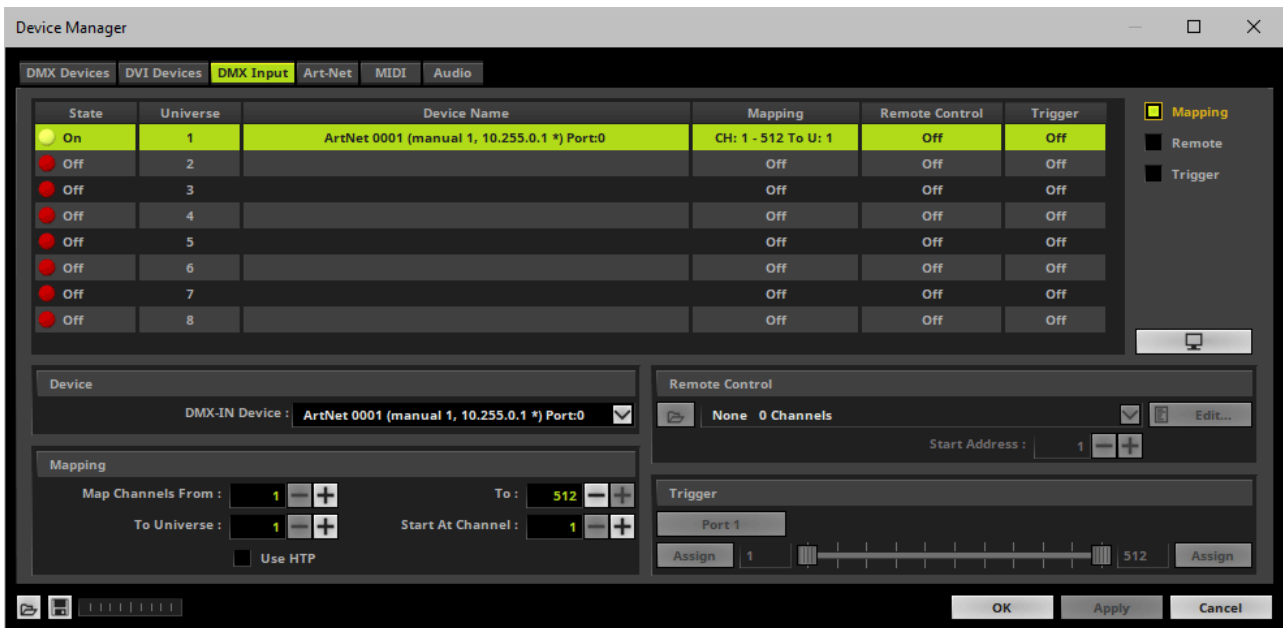 Device Manager
DMX Devices DVI Devices DMX Input Art-Net MIDI Audio
State Universe Device Name Mapping Remote Control Trigger
On 1 ArtNet 0001 (manual 1, 10.255.0.1 *) Port:0 CH: 1 - 512 To U: 1 Off Off
Off 2 Off Off Off
Off 3 Off Off Off
Off 4 Off Off Off
Off 5 Off Off Off
Off 6 Off Off Off
Off 7 Off Off Off
Off 8 Off Off Off
Mapping
Remote
Trigger
Device
DMX-IN Device : ArtNet 0001 (manual 1, 10.255.0.1 *) Port:0
Mapping
Map Channels From : 1 To : 512
To Universe : 1 Start At Channel : 1
Use HTP
Remote Control
None 0 Channels Edit...
Start Address : 1
Trigger
Port 1
Assign 1 512 Assign
OK Apply Cancel